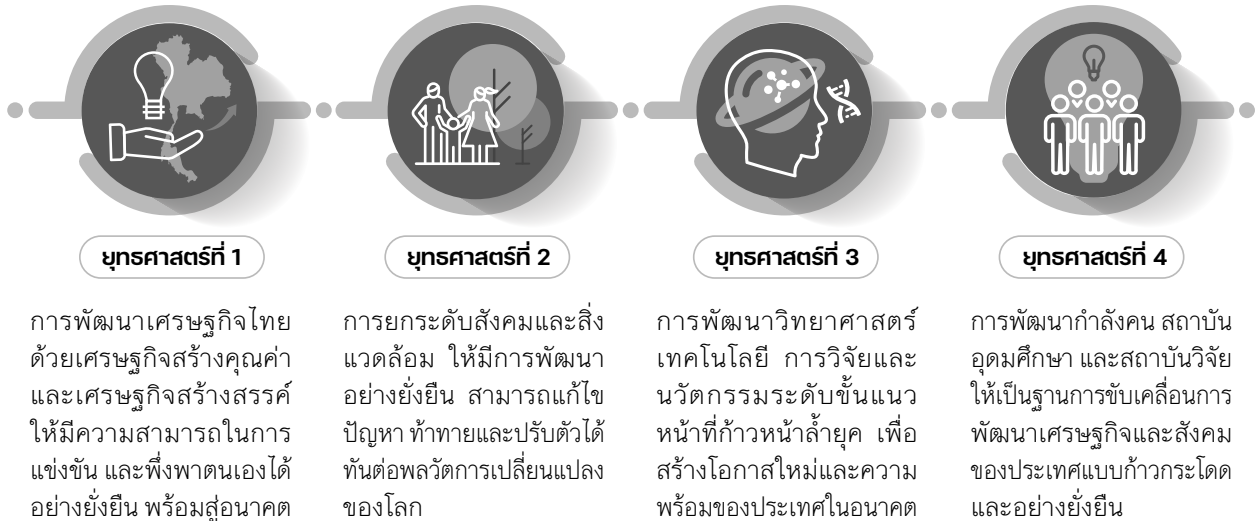 ยุทธศาสตร์ที่ 1
การพัฒนาเศรษฐกิจไทย
ด้วยเศรษฐกิจสร้างคุณค่า
และเศรษฐกิจสร้างสรรค์
ให้มีความสามารถในการ
แข่งขัน และพึ่งพาตนเองได้
อย่างยั่งยืน พร้อมสู่อนาคต
ยุทธศาสตร์ที่ 2
การยกระดับสังคมและสิ่ง
แวดล้อม ให้มีการพัฒนา
อย่างยั่งยืน สามารถแก้ไข
ปัญหา ท้าทายและปรับตัวได้
ทันต่อพลวัตการเปลี่ยนแปลง
ของโลก
ยุทธศาสตร์ที่ 3
การพัฒนาวิทยาศาสตร์
เทคโนโลยี การวิจัยและ
นวัตกรรมระดับขั้นแนว
หน้าที่ก้าวหน้าล้ำยุค เพื่อ
สร้างโอกาสใหม่และความ
พร้อมของประเทศในอนาคต
ยุทธศาสตร์ที่ 4
การพัฒนากำลังคน สถาบัน
อุดมศึกษา และสถาบันวิจัย
ให้เป็นฐานการขับเคลื่อนการ
พัฒนาเศรษฐกิจและสังคม
ของประเทศแบบก้าวกระโดด
และอย่างยั่งยืน